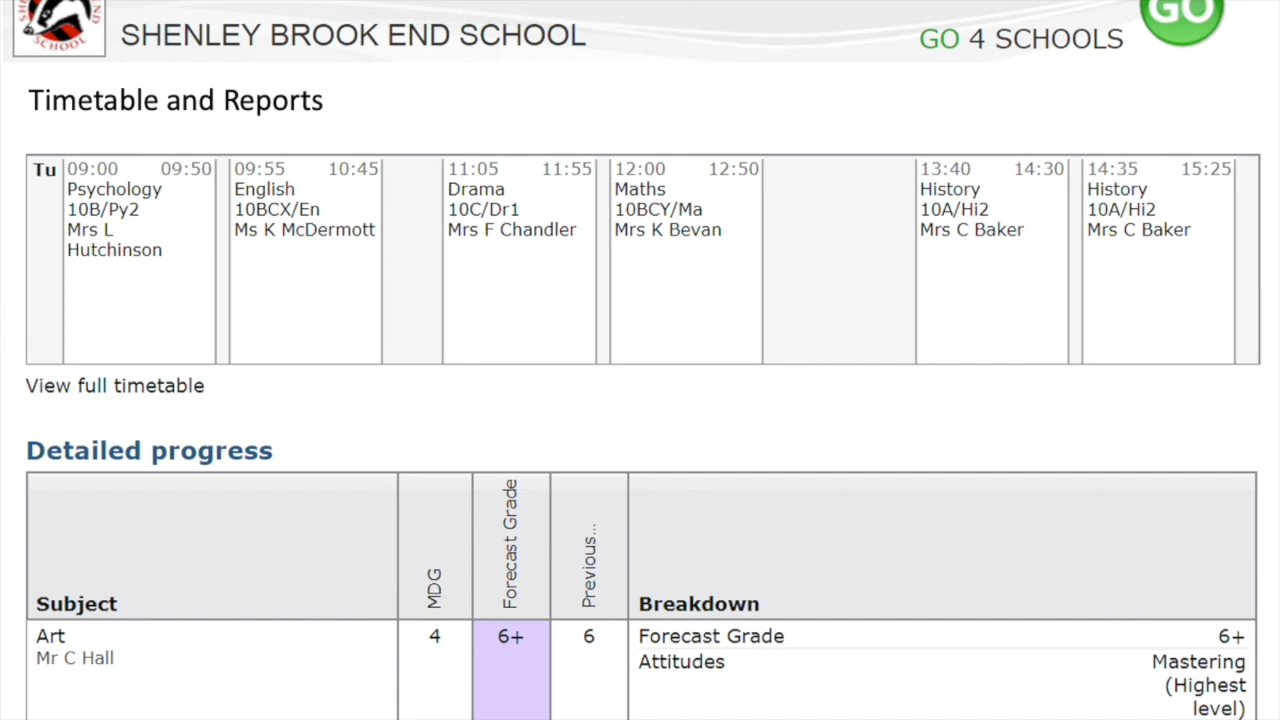 SHENLEY BROOK END SCHOOL
GO 4 SCHOOLS
GO
END
SCHOOL
Timetable and Reports
Tu
09:00 09:50
Psychology
10B/Py2
Mrs L
Hutchinson
09:55 10:45
English
10BCX/En
Ms K McDermott
11:05 11:55
Drama
10C/Dr1
Mrs F Chandler
12:00 12:50
Maths
10BCY/Ma
Mrs K Bevan
13:40 14:30
History
10A/Hi2
Mrs C Baker
14:35 15:25
History
10A/Hi2
Mrs C Baker
View full timetable
Detailed progress
Subject
MDG
Forecast Grade
Previous...
Breakdown
Art
Mr C Hall
4
6+
6
Forecast Grade 6+
Attitudes Mastering
(Highest
level)